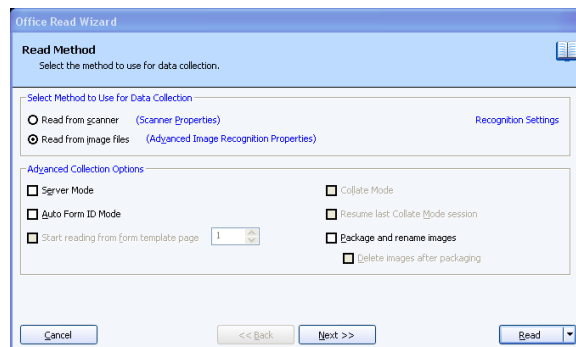 Office Read Wizard
Read Method
Select the method to use for data collection.
Select Method to Use for Data Collection
Read from scanner (Scanner Properties) Recognition Settings
Read from image files (Advanced Image Recognition Properties)
Advanced Collection Options
Server Mode Collate Mode
Auto Form ID Mode Resume last Collate Mode session
Start reading from form template page 1 Package and rename images
Delete images after packaging
Cancel << Back Next >> Read